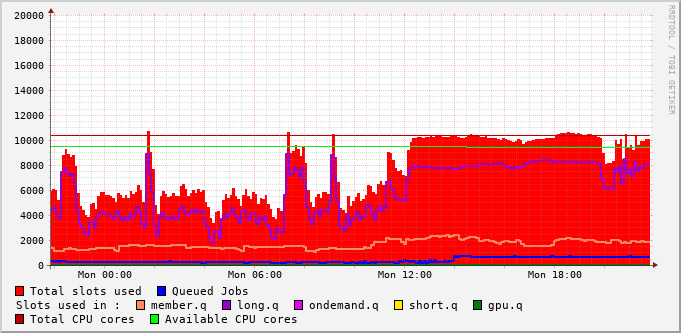 20000
18000
16000
14000
12000
10000
8000
6000
4000
2000
0
Mon 00:00 Mon 06:00 Mon 12:00 Mon 18:00
RRDTOOL / TOBI OETIKER
Total slots used Queued Jobs
Slots used in : member.q long.q ondemand.q short.q gpu.q
Total CPU cores Available CPU cores